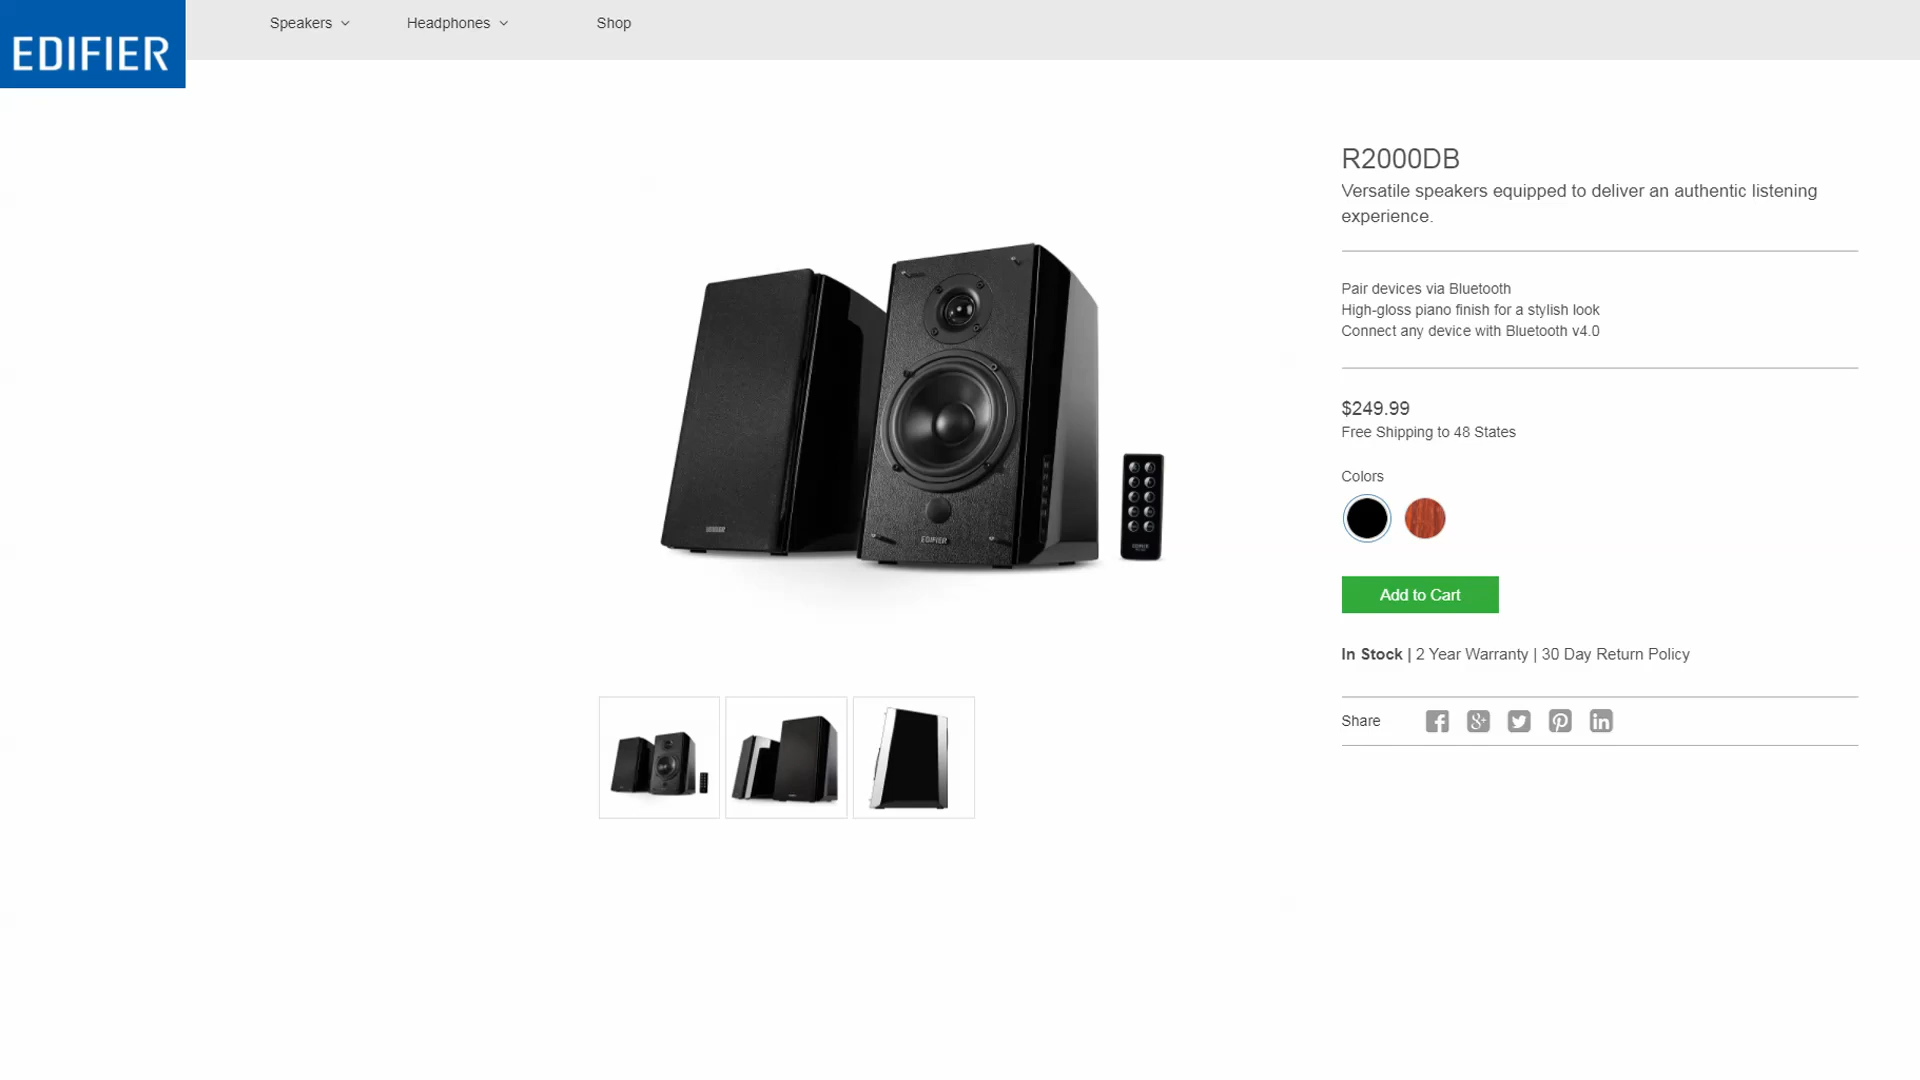 EDIFIER
Speakers
Headphones
Shop
R2000DB
Versatile speakers equipped to deliver an authentic listening
experience.
Pair devices via Bluetooth
High-gloss piano finish for a stylish look
Connect any device with Bluetooth v4.0
$249.99
Free Shipping to 48 States
Colors
Add to Cart
In Stock | 2 Year Warranty | 30 Day Return Policy
Share
EDIFIER